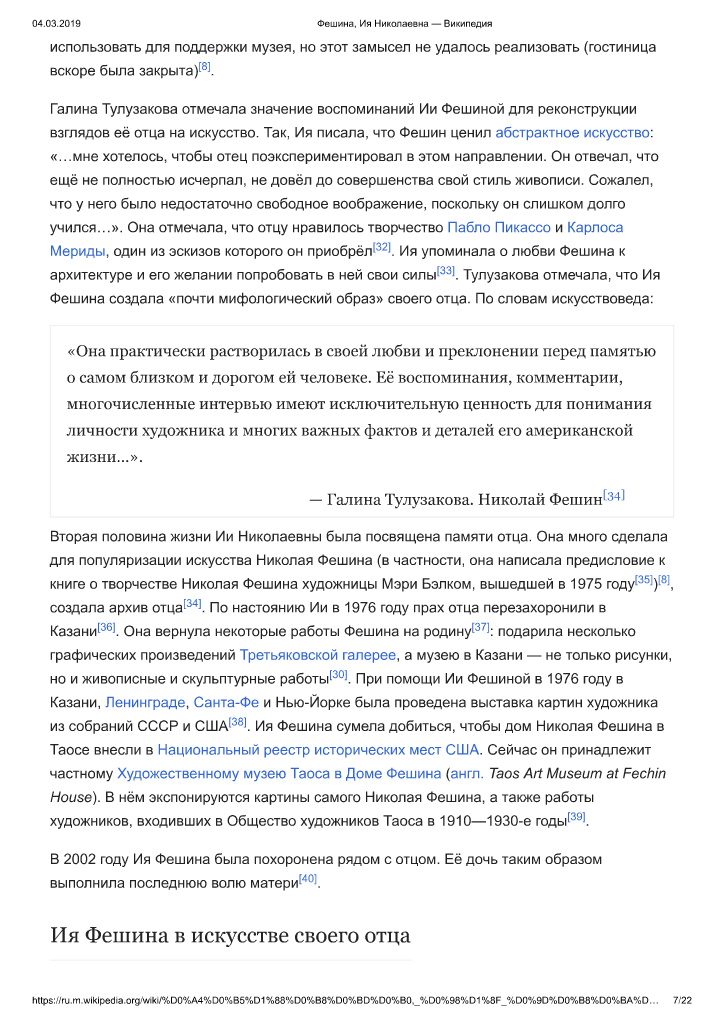 04.03.2019
Фешина, Ия Николаевна — Википедия
использовать для поддержки музея, но этот замысел не удалось реализовать (гостиница
вскоре была закрыта)[8].
Галина Тулузакова отмечала значение воспоминаний Ии Фешиной для реконструкции
взглядов её отца на искусство. Так, Ия писала, что Фешин ценил абстрактное искусство:
«…мне хотелось, чтобы отец поэкспериментировал в этом направлении. Он отвечал, что
ещё не полностью исчерпал, не довёл до совершенства свой стиль живописи. Сожалел,
что у него было недостаточно свободное воображение, поскольку он слишком долго
учился…». Она отмечала, что отцу нравилось творчество Пабло Пикассо и Карлоса
Мериды, один из эскизов которого он приобрёл[32]. Ия упоминала о любви Фешина к
архитектуре и его желании попробовать в ней свои силы[33]. Тулузакова отмечала, что Ия
Фешина создала «почти мифологический образ» своего отца. По словам искусствоведа:
«Она практически растворилась в своей любви и преклонении перед памятью
о самом близком и дорогом ей человеке. Её воспоминания, комментарии,
многочисленные интервью имеют исключительную ценность для понимания
личности художника и многих важных фактов и деталей его американской
жизни…».
— Галина Тулузакова. Николай Фешин[34]
Вторая половина жизни Ии Николаевны была посвящена памяти отца. Она много сделала
для популяризации искусства Николая Фешина (в частности, она написала предисловие к
книге о творчестве Николая Фешина художницы Мэри Бэлком, вышедшей в 1975 году[35])[8],
создала архив отца[34]. По настоянию Ии в 1976 году прах отца перезахоронили в
Казани[36]. Она вернула некоторые работы Фешина на родину[37]: подарила несколько
графических произведений Третьяковской галерее, а музею в Казани — не только рисунки,
но и живописные и скульптурные работы[30]. При помощи Ии Фешиной в 1976 году в
Казани, Ленинграде, Санта-Фе и Нью-Йорке была проведена выставка картин художника
из собраний СССР и США[38]. Ия Фешина сумела добиться, чтобы дом Николая Фешина в
Таосе внесли в Национальный реестр исторических мест США. Сейчас он принадлежит
частному Художественному музею Таоса в Доме Фешина (англ. Taos Art Museum at Fechin
House). В нём экспонируются картины самого Николая Фешина, а также работы
художников, входивших в Общество художников Таоса в 1910—1930-е годы[39].
В 2002 году Ия Фешина была похоронена рядом с отцом. Её дочь таким образом
выполнила последнюю волю матери[40].
Ия Фешина в искусстве своего отца
https://ru.m.wikipedia.org/wiki/%D0%A4%D0%B5%D1%88%D0%B8%D0%BD%D0%B0,_%D0%98%D1%8F_%D0%9D%D0%B8%D0%BA%D…
7/22